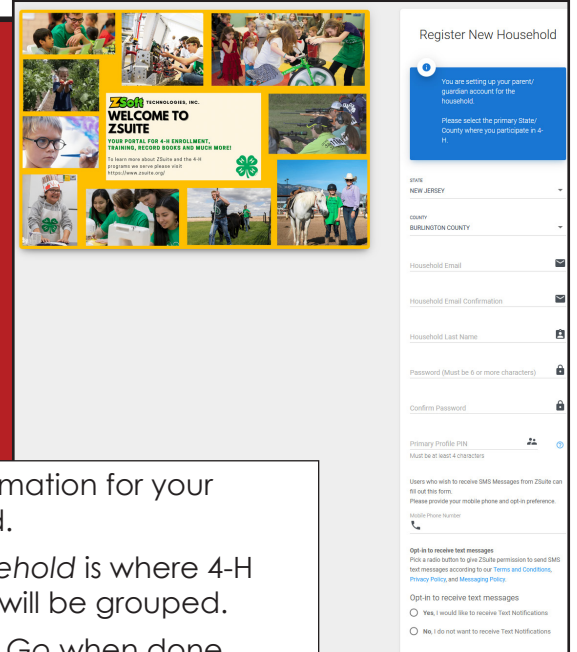 ZSoft TECHNOLOGIES, INC.
WELCOME TO
ZSUITE
YOUR PORTAL FOR 4-H ENROLLMENT,
TRAINING, RECORD BOOKS AND MUCH MORE!
To learn more about ZSuite and the 4-H
programs we serve please visit
https://www.zsuite.org/
Register New Household
You are setting up your parent/
guardian account for the
household.
Please select the primary State/
County where you participate in 4-
H.
STATE
NEW JERSEY
COUNTY
BURLINGTON COUNTY
Household Email
Household Email Confirmation
Household Last Name
Password (Must be 6 or more characters)
Confirm Password
Primary Profile PIN
Must be at least 4 characters
Users who wish to receive SMS Messages from ZSuite can
fill out this form.
Please provide your mobile phone and opt-in preference.
Mobile Phone Number
Opt-in to receive text messages
Pick a radio button to give ZSuite permission to send SMS
text messages according to our Terms and Conditions,
Privacy Policy, and Messaging Policy.
Opt-in to receive text messages
Yes, I would like to receive Text Notifications
No, I do not want to receive Text Notifications
mation for your
d.
ehold is where 4-H
will be grouped.
Go when done